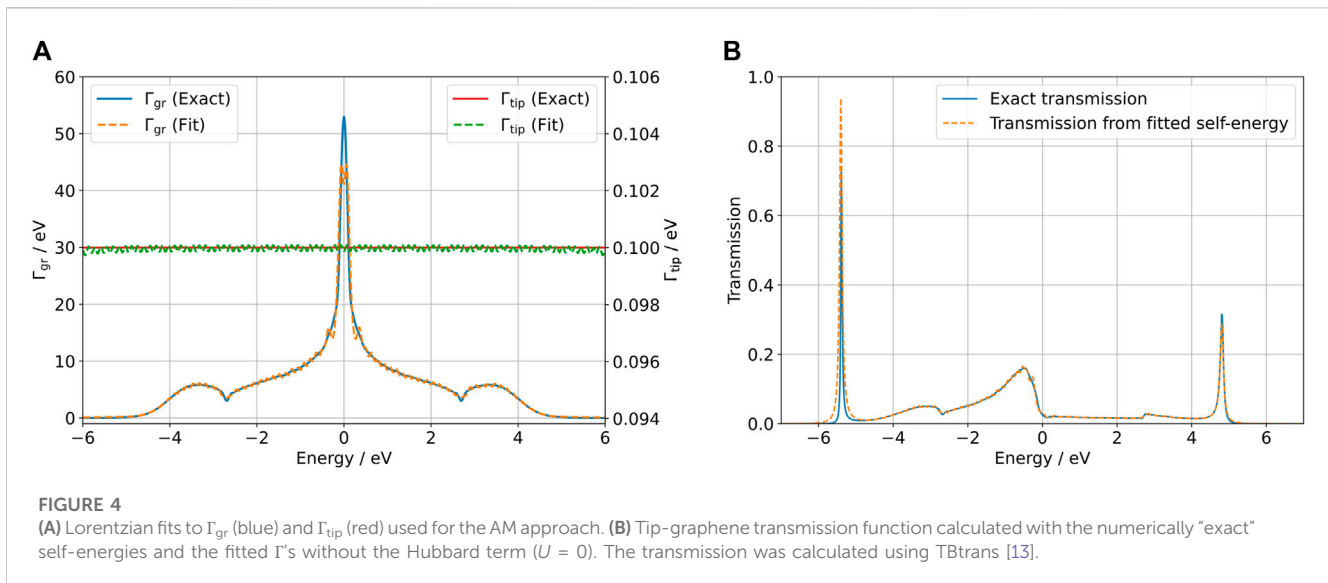 A
60
50
40
30
20
10
0
Γgr / eV
Γgr (Exact)
Γgr (Fit)
Γtip (Exact)
Γtip (Fit)
0.106
0.104
0.102
0.100
0.098
0.096
0.094
Γtip / eV
−6 −4 −2 0 2 4 6
Energy / eV
B
1.0
0.8
0.6
0.4
0.2
0.0
Transmission
Exact transmission
Transmission from fitted self-energy
−6 −4 −2 0 2 4 6
Energy / eV
FIGURE 4
(A) Lorentzian fits to Γgr (blue) and Γtip (red) used for the AM approach. (B) Tip-graphene transmission function calculated with the numerically “exact”
self-energies and the fitted Γ’s without the Hubbard term (U = 0). The transmission was calculated using TBtrans [13].